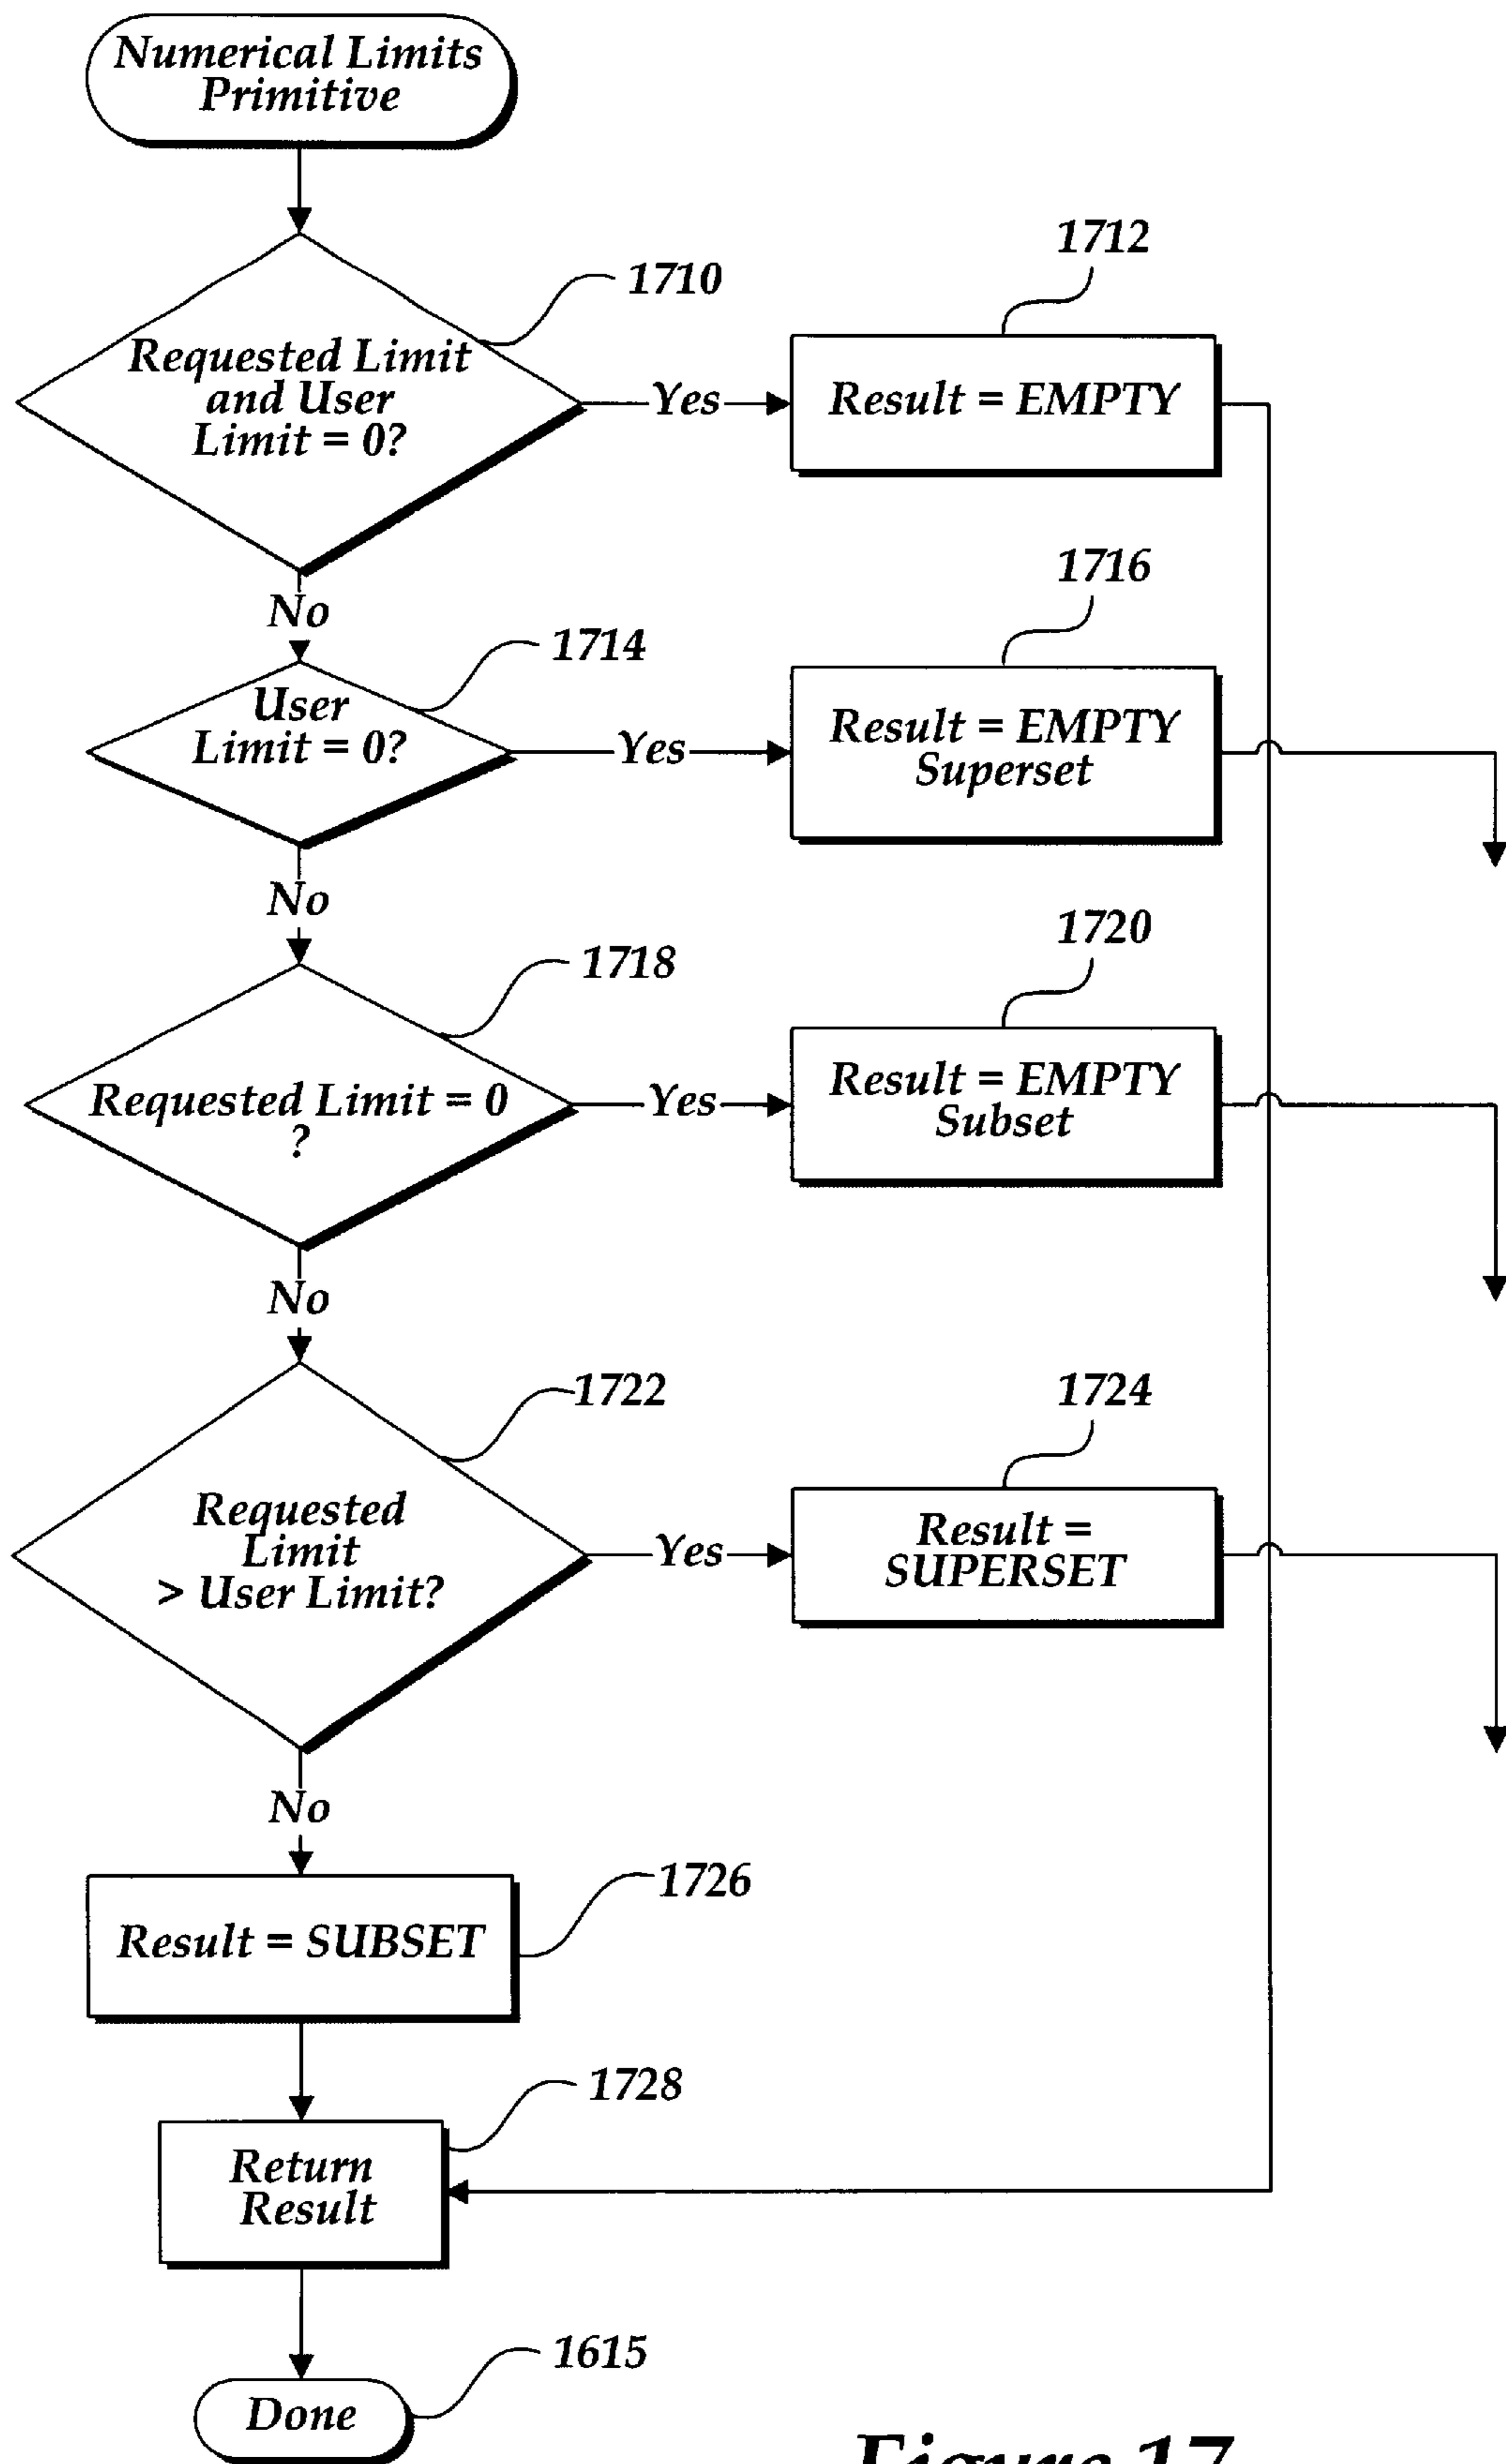 Numerical Limits
Primitive
1710
1712
Requested Limit
and User
Limit = 0?
Yes
Result = EMPTY
No
1714
1716
User
Limit = 0?
Yes
Result = EMPTY
Superset
No
1718
1720
Requested Limit = 0
?
Yes
Result = EMPTY
Subset
No
1722
1724
Requested
Limit
> User Limit?
Yes
Result =
SUPERSET
No
1726
Result = SUBSET
1728
Return
Result
1615
Done
Figure 17